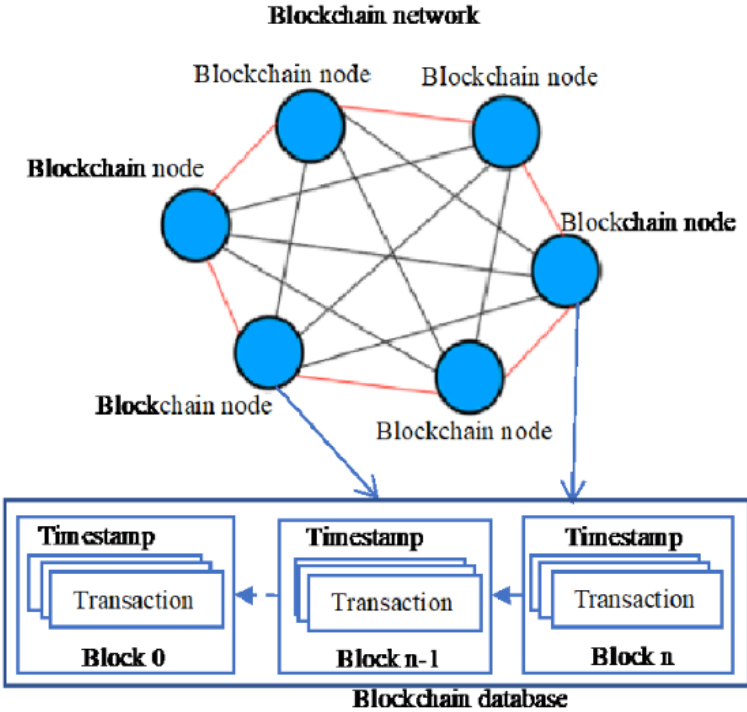 Blockchain network
Blockchain node
Blockchain node
Blockchain node
Blockchain node
Blockchain node
Blockchain node
Timestamp
Transaction
Block 0
Timestamp
Transaction
Block n-1
Timestamp
Transaction
Block n
Blockchain database